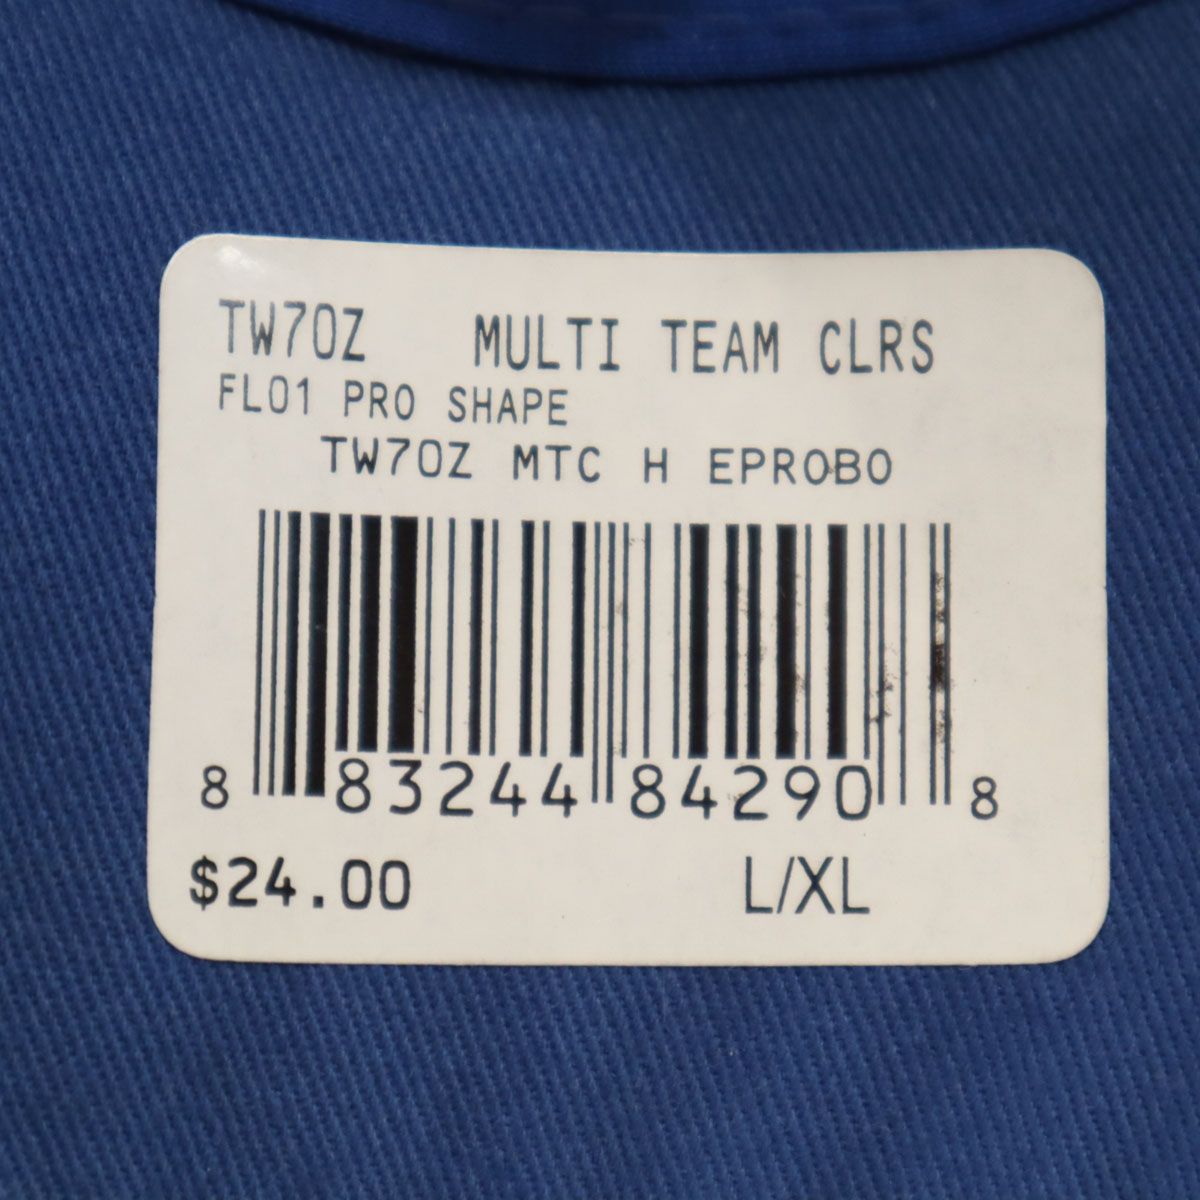 TW70Z MULTI TEAM CLRS
FL01 PRO SHAPE
TW70Z MTC H EPROBO
8 83244 84290 8
$24.00 L/XL